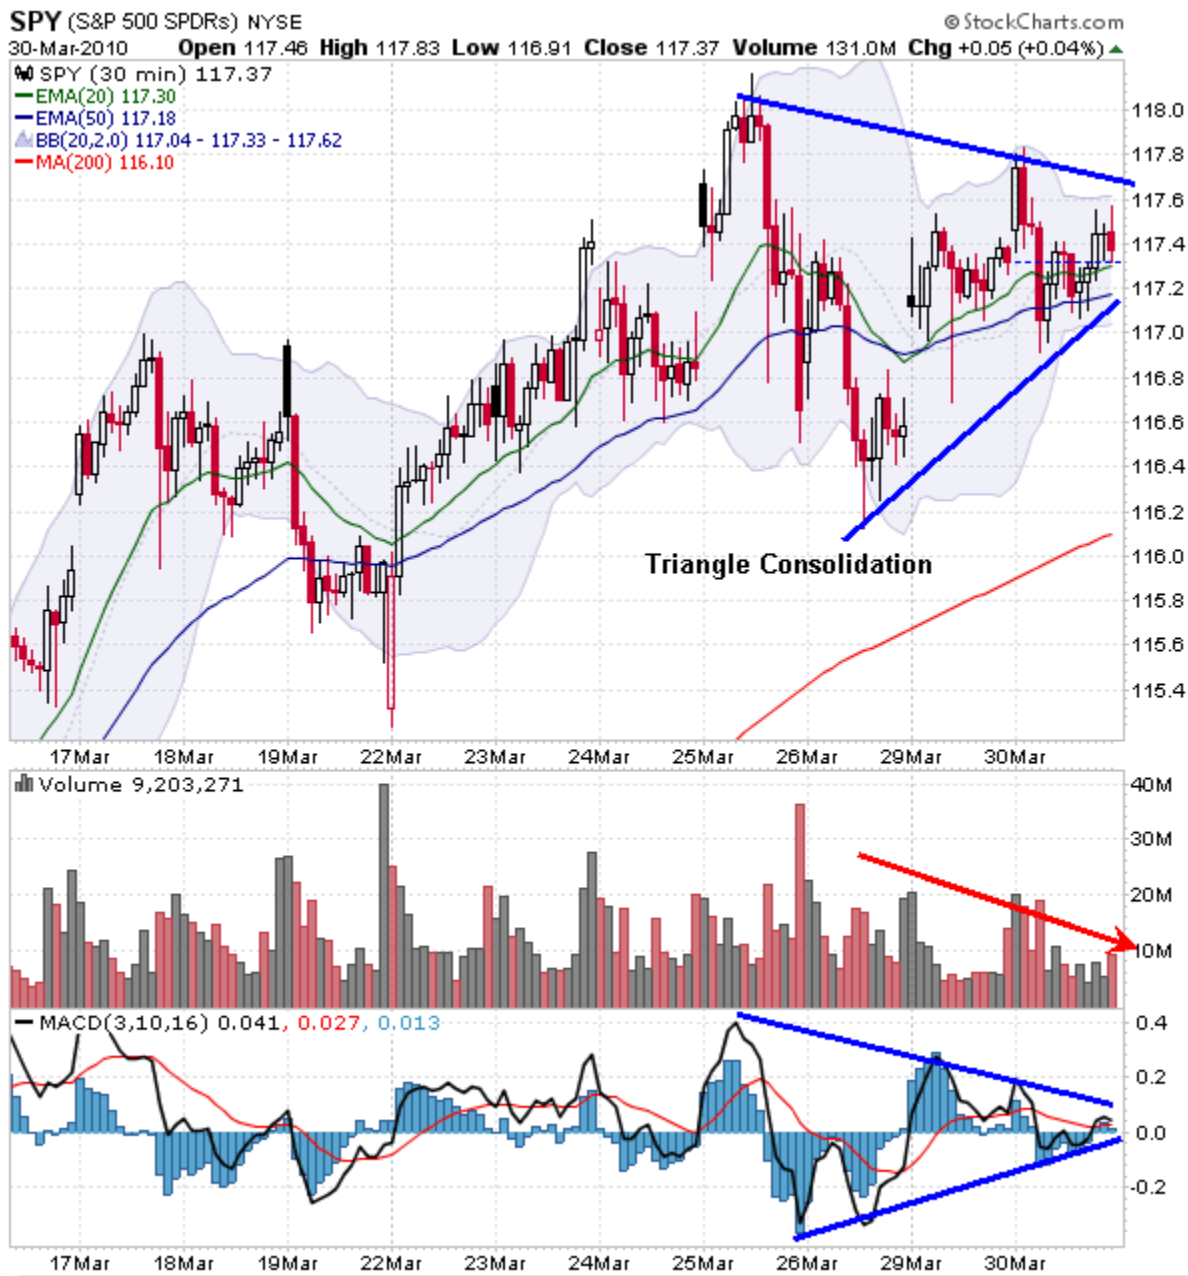 SPY (S&P 500 SPDRs) NYSE
© StockCharts.com
30-Mar-2010 Open 117.46 High 117.83 Low 116.91 Close 117.37 Volume 131.0M Chg +0.05 (+0.04%)
SPY (30 min) 117.37
EMA(20) 117.30
EMA(50) 117.18
BB(20,2.0) 117.04 - 117.33 - 117.62
MA(200) 116.10
118.0
117.8
117.6
117.4
117.2
117.0
116.8
116.6
116.4
116.2
116.0
115.8
115.6
115.4
Triangle Consolidation
17Mar 18Mar 19Mar 22Mar 23Mar 24Mar 25Mar 26Mar 29Mar 30Mar
Volume 9,203,271
40M
30M
20M
10M
MACD(3,10,16) 0.041, 0.027, 0.013
0.4
0.2
0.0
-0.2
17Mar 18Mar 19Mar 22Mar 23Mar 24Mar 25Mar 26Mar 29Mar 30Mar